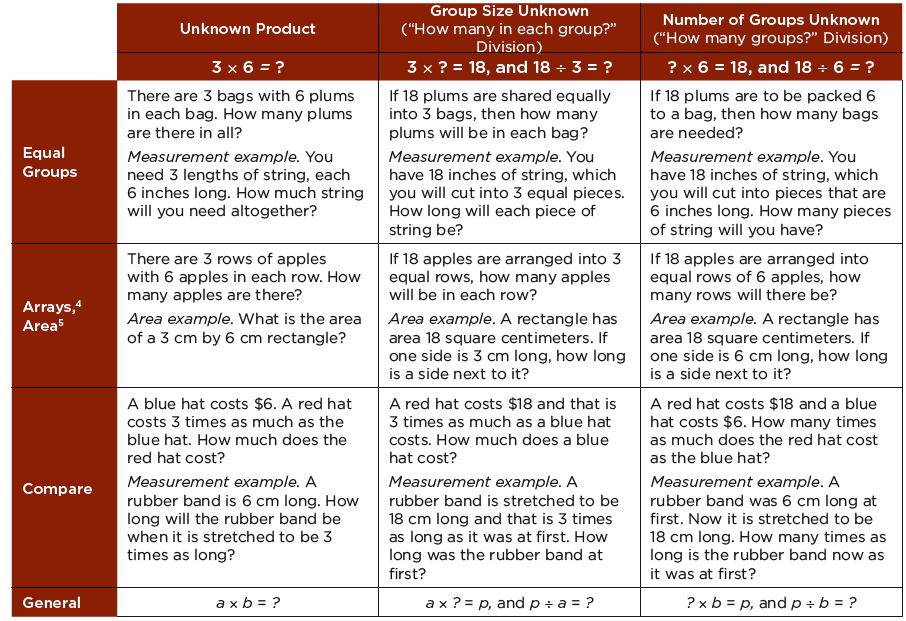 Unknown Product
Group Size Unknown
(“How many in each group?”
Division)
Number of Groups Unknown
(“How many groups?” Division)
3 × 6 = ?
3 × ? = 18, and 18 ÷ 3 = ?
? × 6 = 18, and 18 ÷ 6 = ?
Equal
Groups
There are 3 bags with 6 plums
in each bag. How many plums
are there in all?
Measurement example. You
need 3 lengths of string, each
6 inches long. How much string
will you need altogether?
If 18 plums are shared equally
into 3 bags, then how many
plums will be in each bag?
Measurement example. You
have 18 inches of string, which
you will cut into 3 equal pieces.
How long will each piece of
string be?
If 18 plums are to be packed 6
to a bag, then how many bags
are needed?
Measurement example. You
have 18 inches of string, which
you will cut into pieces that are
6 inches long. How many pieces
of string will you have?
Arrays,⁴
Area⁵
There are 3 rows of apples
with 6 apples in each row. How
many apples are there?
Area example. What is the area
of a 3 cm by 6 cm rectangle?
If 18 apples are arranged into 3
equal rows, how many apples
will be in each row?
Area example. A rectangle has
area 18 square centimeters. If
one side is 3 cm long, how long
is a side next to it?
If 18 apples are arranged into
equal rows of 6 apples, how
many rows will there be?
Area example. A rectangle has
area 18 square centimeters. If
one side is 6 cm long, how long
is a side next to it?
Compare
A blue hat costs $6. A red hat
costs 3 times as much as the
blue hat. How much does the
red hat cost?
Measurement example. A
rubber band is 6 cm long. How
long will the rubber band be
when it is stretched to be 3
times as long?
A red hat costs $18 and that is
3 times as much as a blue hat
costs. How much does a blue
hat cost?
Measurement example. A
rubber band is stretched to be
18 cm long and that is 3 times
as long as it was at first. How
long was the rubber band at
first?
A red hat costs $18 and a blue
hat costs $6. How many times
as much does the red hat cost
as the blue hat?
Measurement example. A
rubber band was 6 cm long at
first. Now it is stretched to be
18 cm long. How many times as
long is the rubber band now as
it was at first?
General
a × b = ?
a × ? = p, and p ÷ a = ?
? × b = p, and p ÷ b = ?